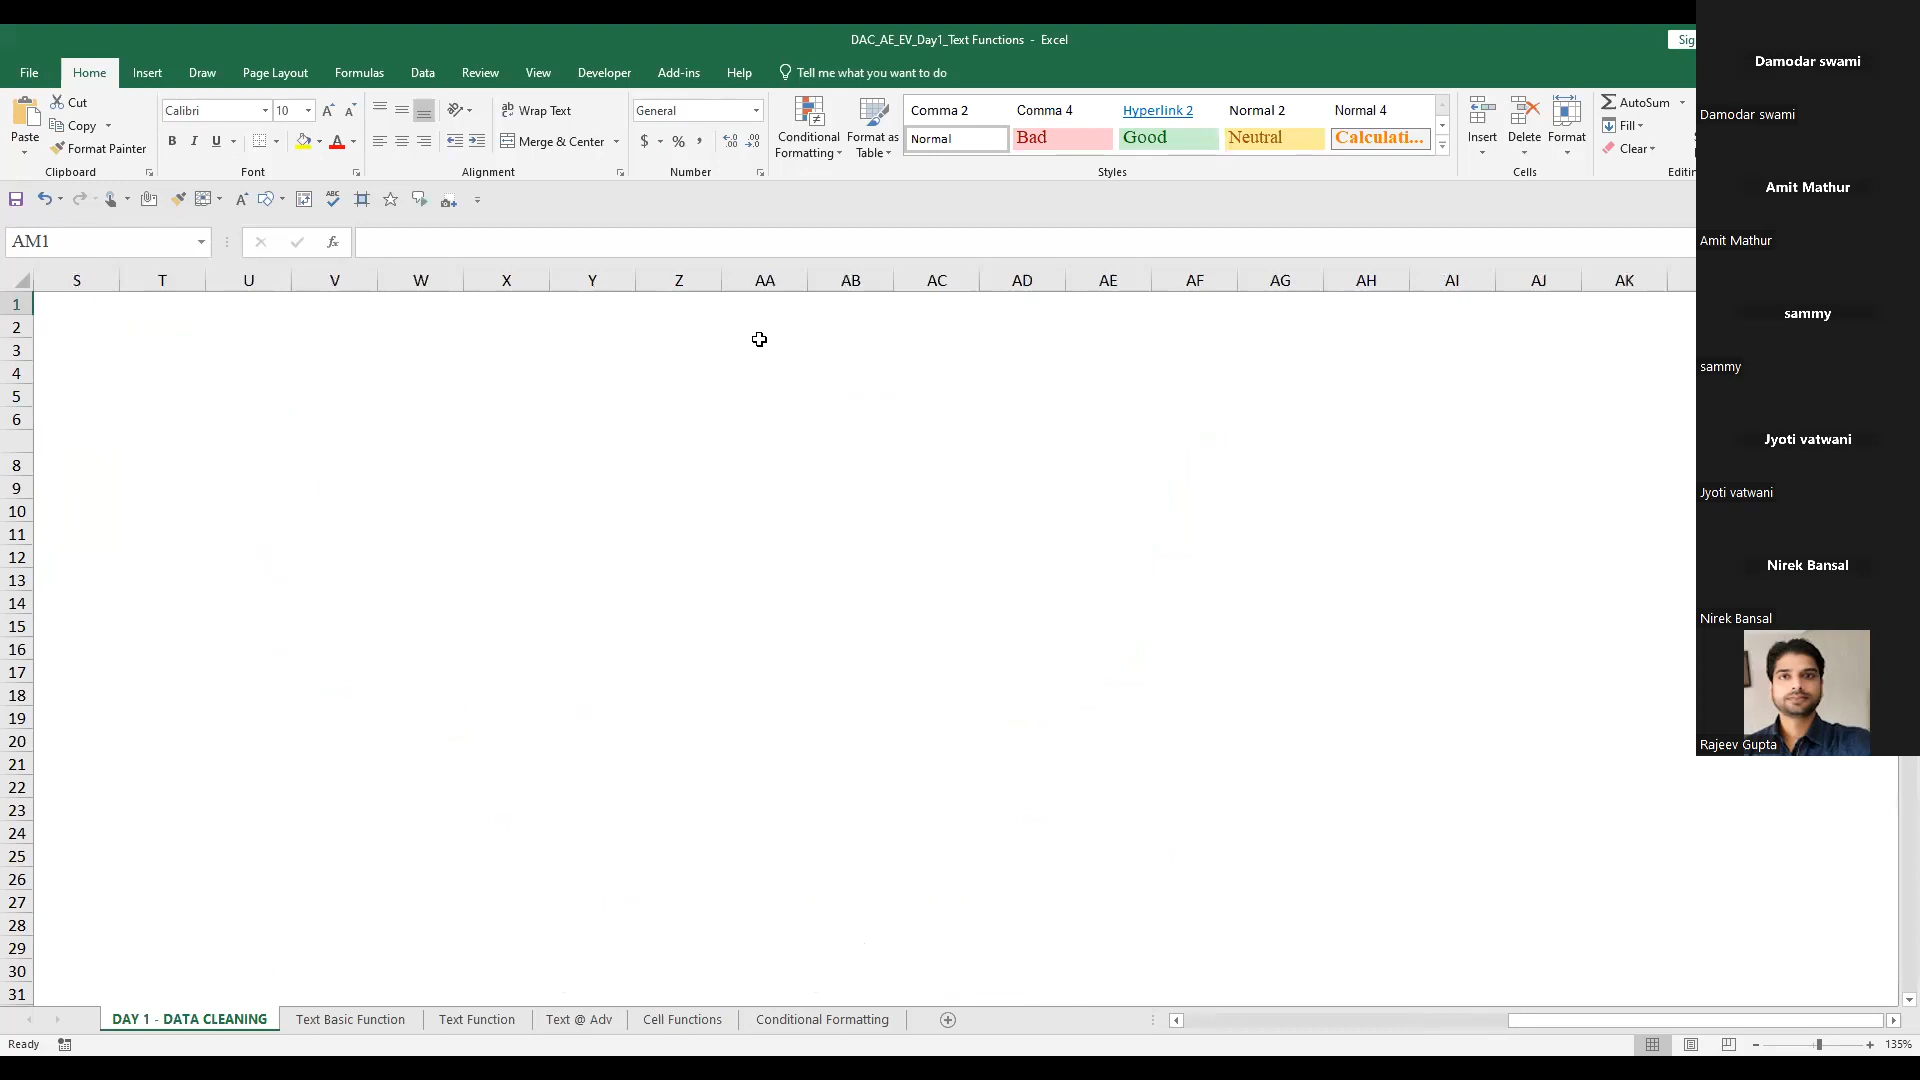 DAC_AE_EV_Day1_Text Functions - Excel
Sig
File Home Insert Draw Page Layout Formulas Data Review View Developer Add-ins Help Tell me what you want to do
Paste
Cut
Copy
Format Painter
Clipboard
Calibri 10
B I U
Font
Wrap Text
Merge & Center
Alignment
General
$ % ,
Number
Conditional Formatting
Format as Table
Comma 2 Comma 4 Hyperlink 2 Normal 2 Normal 4
Normal Bad Good Neutral Calculati...
Styles
Insert Delete Format
Cells
AutoSum
Fill
Clear
Editin
AM1
fx
S T U V W X Y Z AA AB AC AD AE AF AG AH AI AJ AK
1
2
3
4
5
6
8
9
10
11
12
13
14
15
16
17
18
19
20
21
22
23
24
25
26
27
28
29
30
31
DAY 1 - DATA CLEANING Text Basic Function Text Function Text @ Adv Cell Functions Conditional Formatting
Ready
135%
Damodar swami
Damodar swami
Amit Mathur
Amit Mathur
sammy
sammy
Jyoti vatwani
Jyoti vatwani
Nirek Bansal
Nirek Bansal
Rajeev Gupta